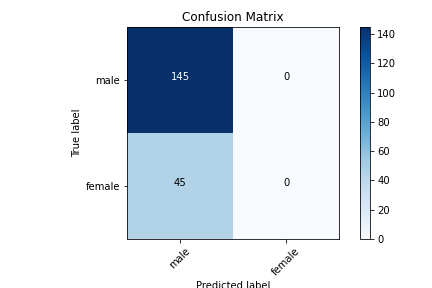 Confusion Matrix
male
145
0
female
45
0
True label
male
female
Predicted label
140
120
100
80
60
40
20
0